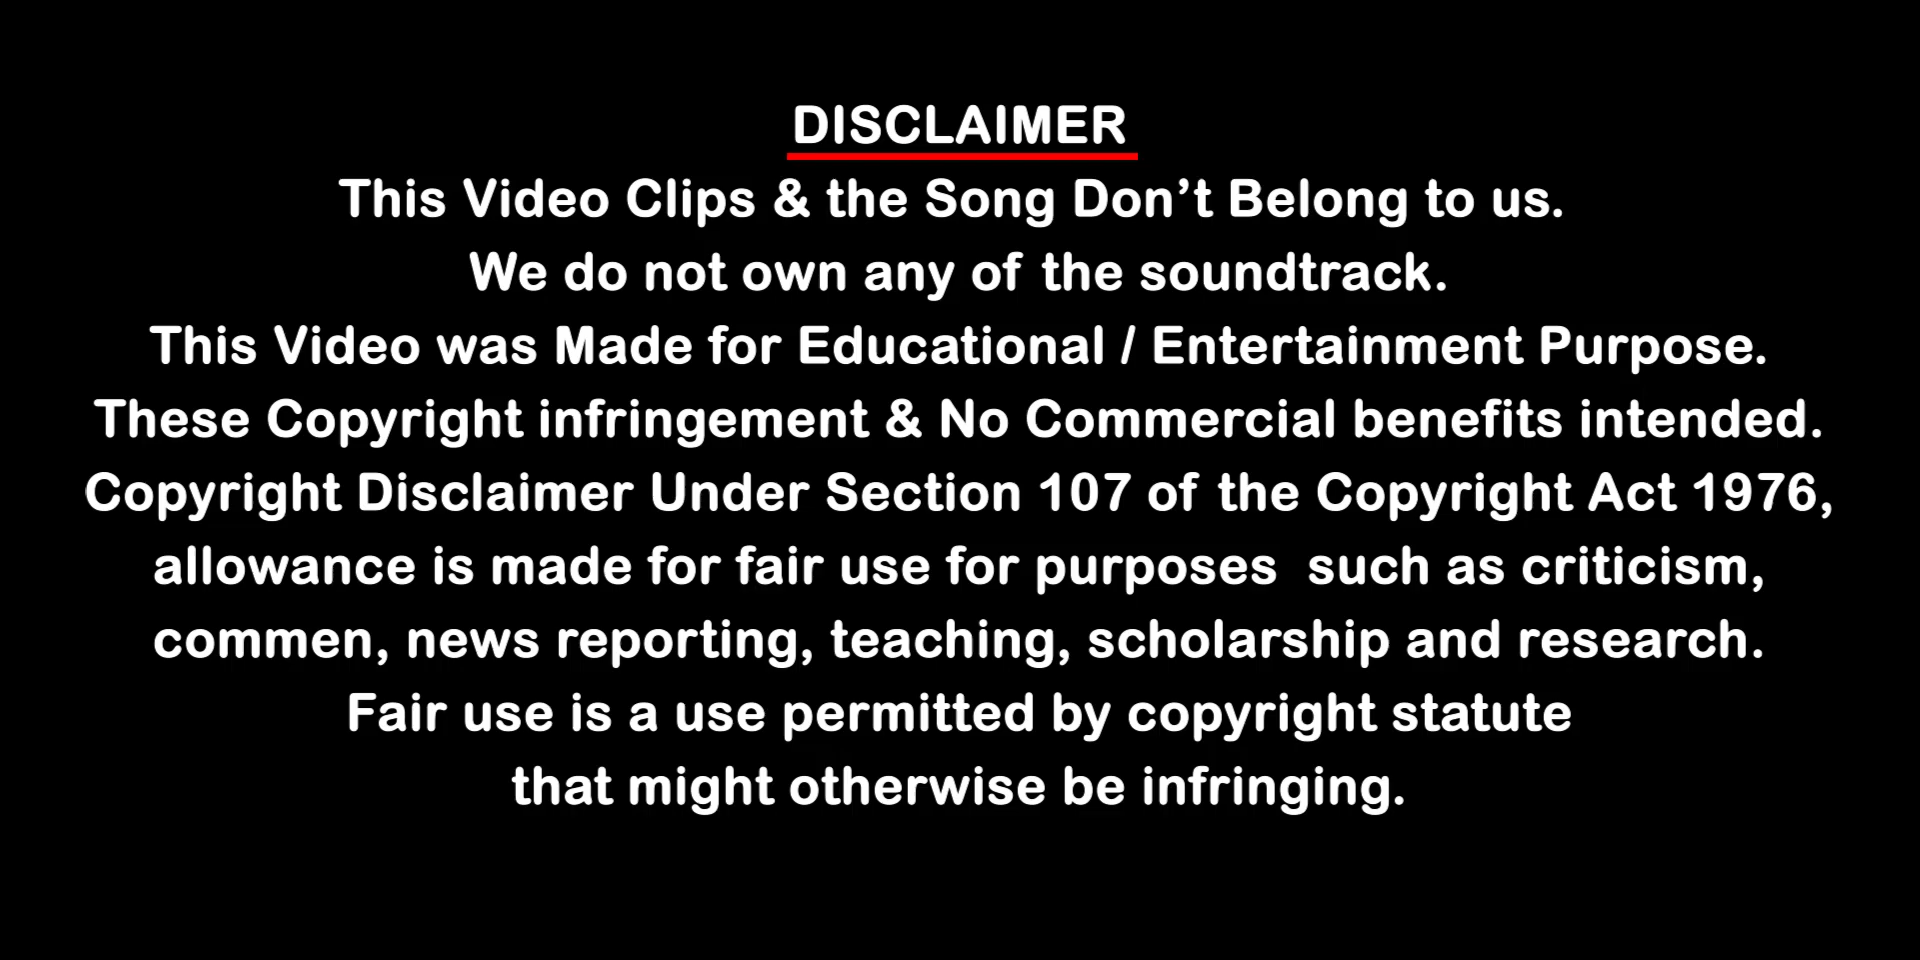 DISCLAIMER
This Video Clips & the Song Don’t Belong to us.
We do not own any of the soundtrack.
This Video was Made for Educational / Entertainment Purpose.
These Copyright infringement & No Commercial benefits intended.
Copyright Disclaimer Under Section 107 of the Copyright Act 1976,
allowance is made for fair use for purposes such as criticism,
commen, news reporting, teaching, scholarship and research.
Fair use is a use permitted by copyright statute
that might otherwise be infringing.